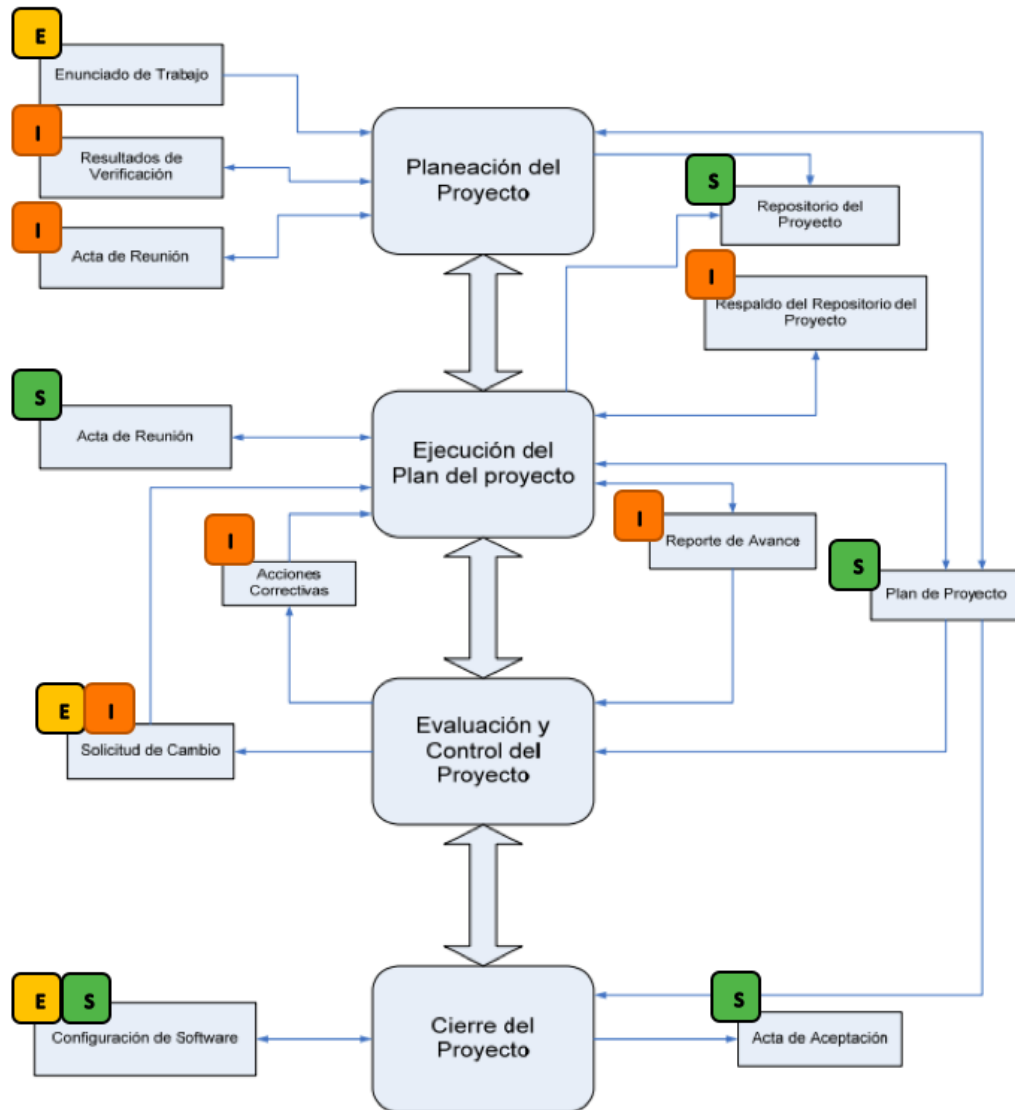 E
Enunciado de Trabajo
I
Resultados de
Verificación
I
Acta de Reunión
Planeación del
Proyecto
S
Repositorio del
Proyecto
I
Respaldo del Repositorio del
Proyecto
S
Acta de Reunión
Ejecución del
Plan del proyecto
I
Acciones
Correctivas
I
Reporte de Avance
S
Plan de Proyecto
E I
Solicitud de Cambio
Evaluación y
Control del
Proyecto
E S
Configuración de Software
Cierre del
Proyecto
S
Acta de Aceptación